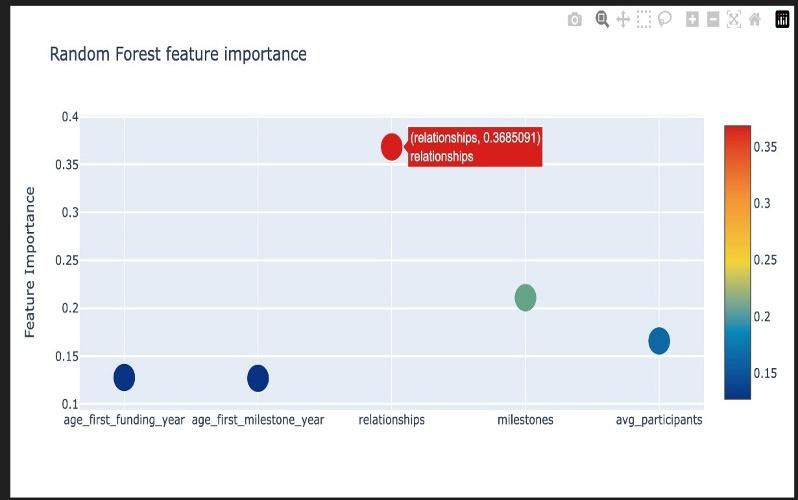 Random Forest feature importance
0.4
(relationships, 0.3685091)
relationships
0.35
0.35
0.3
0.3
0.25
0.25
0.2
0.2
0.15
0.15
0.1
Feature Importance
age_first_funding_year age_first_milestone_year relationships milestones avg_participants